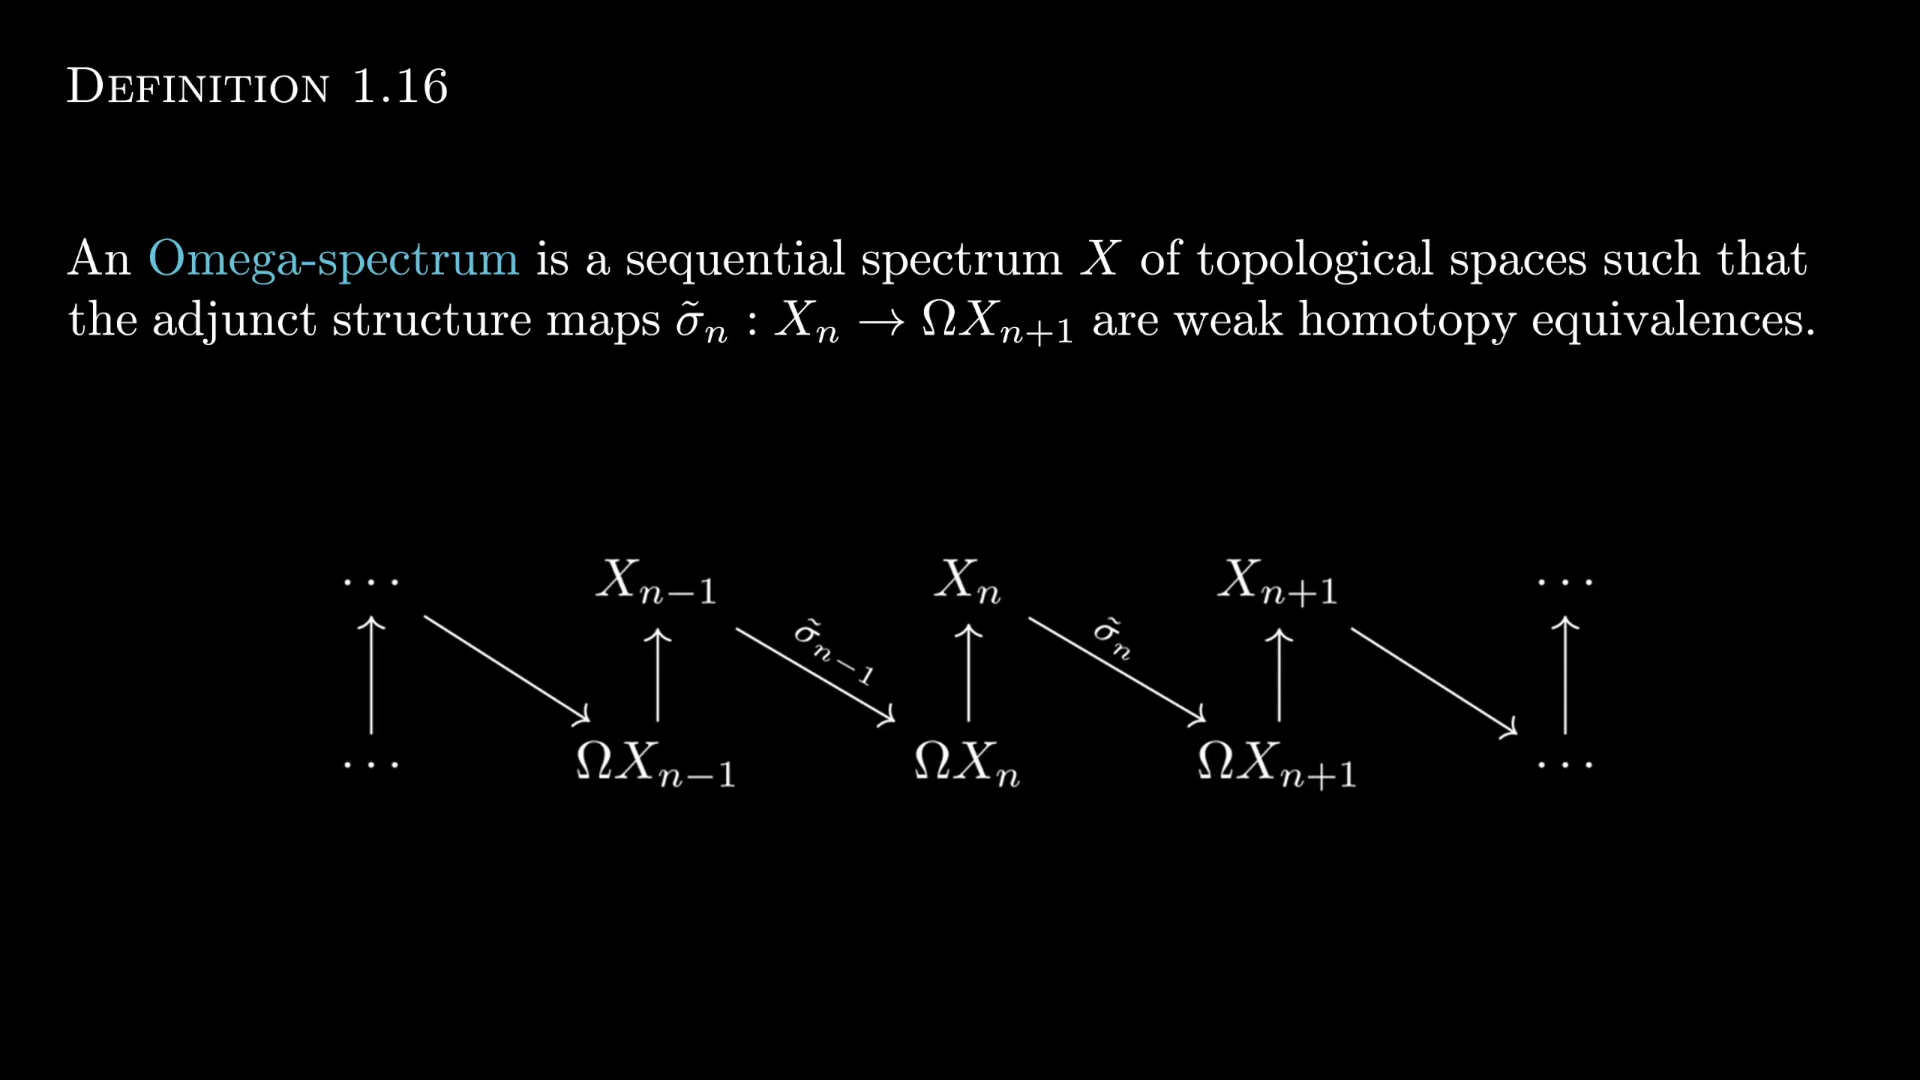 Definition 1.16
An Omega-spectrum is a sequential spectrum X of topological spaces such that
the adjunct structure maps σ̃ₙ : Xₙ → ΩXₙ₊₁ are weak homotopy equivalences.
⋯ Xₙ₋₁ Xₙ Xₙ₊₁ ⋯
σ̃ₙ₋₁ σ̃ₙ
⋯ ΩXₙ₋₁ ΩXₙ ΩXₙ₊₁ ⋯